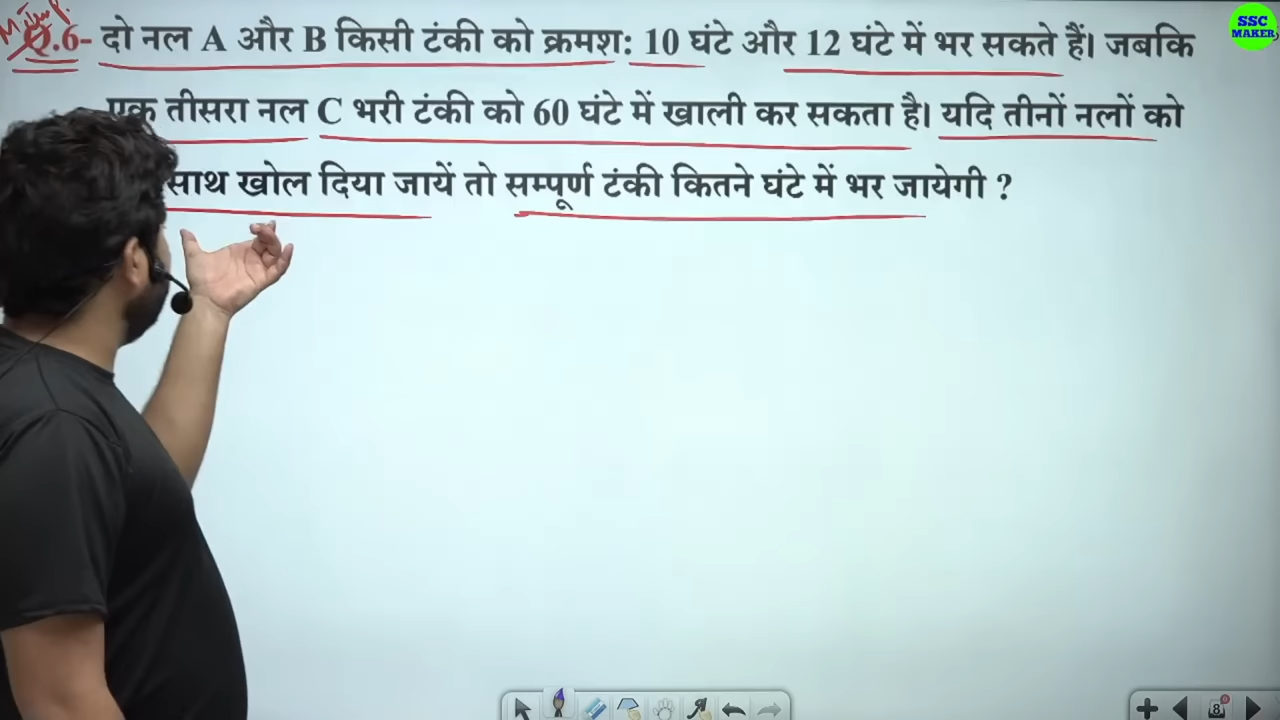 Q.6- दो नल A और B किसी टंकी को क्रमश: 10 घंटे और 12 घंटे में भर सकते हैं। जबकि
एक तीसरा नल C भरी टंकी को 60 घंटे में खाली कर सकता है। यदि तीनों नलों को
साथ खोल दिया जायें तो सम्पूर्ण टंकी कितने घंटे में भर जायेगी ?
SSC
MAKER
8